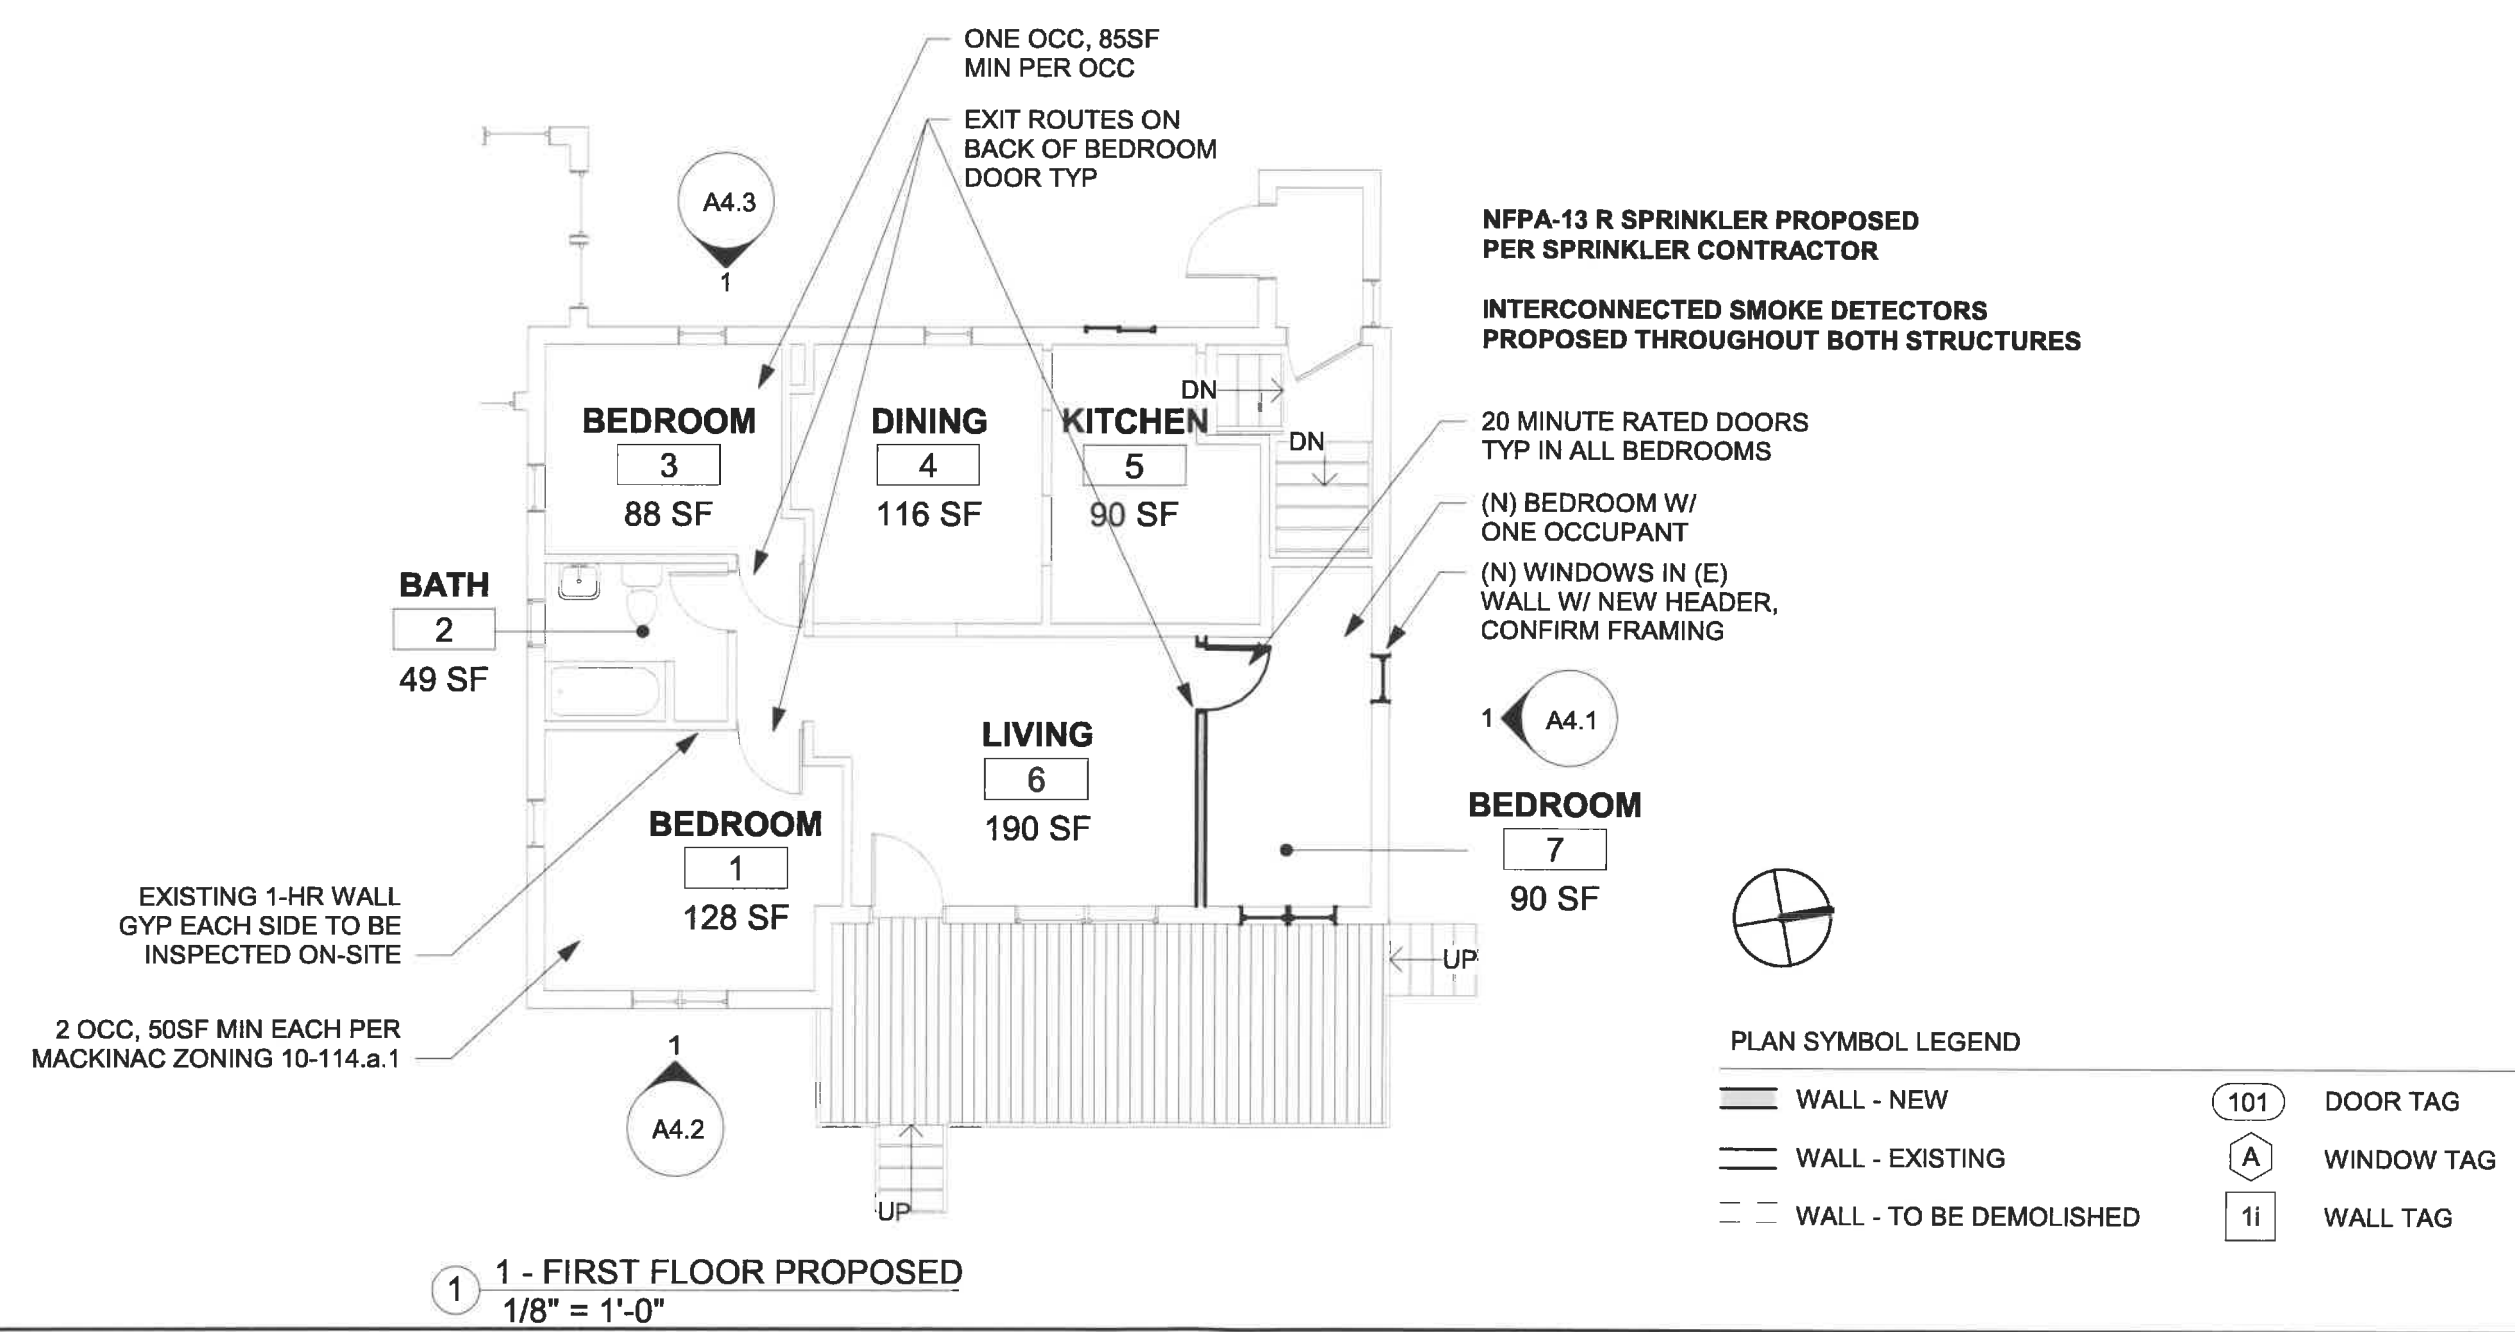 ONE OCC, 85SF
MIN PER OCC
EXIT ROUTES ON
BACK OF BEDROOM
DOOR TYP
A4.3
1
NFPA-13 R SPRINKLER PROPOSED
PER SPRINKLER CONTRACTOR
INTERCONNECTED SMOKE DETECTORS
PROPOSED THROUGHOUT BOTH STRUCTURES
BEDROOM
3
88 SF
DINING
4
116 SF
KITCHEN
5
90 SF
DN
DN
20 MINUTE RATED DOORS
TYP IN ALL BEDROOMS
(N) BEDROOM W/
ONE OCCUPANT
(N) WINDOWS IN (E)
WALL W/ NEW HEADER,
CONFIRM FRAMING
BATH
2
49 SF
1
A4.1
LIVING
6
190 SF
BEDROOM
7
90 SF
BEDROOM
1
128 SF
EXISTING 1-HR WALL
GYP EACH SIDE TO BE
INSPECTED ON-SITE
2 OCC, 50SF MIN EACH PER
MACKINAC ZONING 10-114.a.1
UP
1
A4.2
UP
PLAN SYMBOL LEGEND
WALL - NEW
101
DOOR TAG
WALL - EXISTING
A
WINDOW TAG
WALL - TO BE DEMOLISHED
1i
WALL TAG
1
1 - FIRST FLOOR PROPOSED
1/8" = 1'-0"